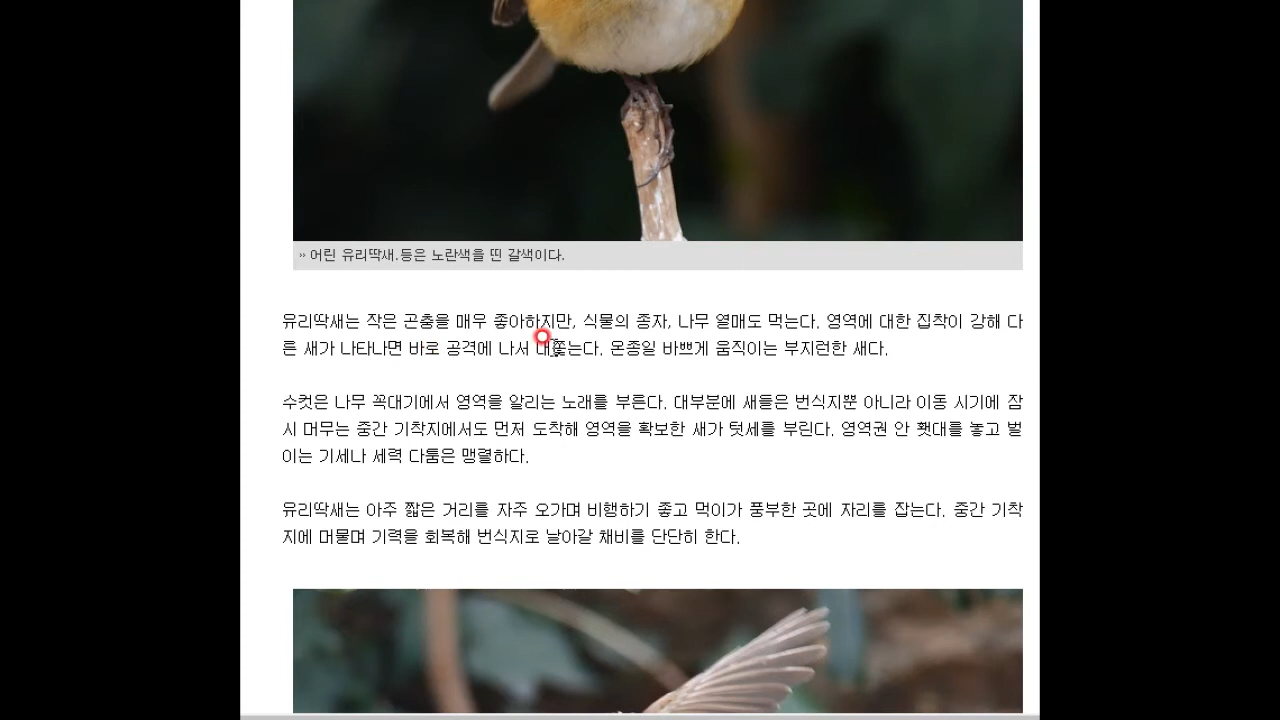 ›› 어린 유리딱새.등은 노란색을 띤 갈색이다.
유리딱새는 작은 곤충을 매우 좋아하지만, 식물의 종자, 나무 열매도 먹는다. 영역에 대한 집착이 강해 다
른 새가 나타나면 바로 공격에 나서 내쫓는다. 온종일 바쁘게 움직이는 부지런한 새다.
수컷은 나무 꼭대기에서 영역을 알리는 노래를 부른다. 대부분에 새들은 번식지뿐 아니라 이동 시기에 잠
시 머무는 중간 기착지에서도 먼저 도착해 영역을 확보한 새가 텃세를 부린다. 영역권 안 횃대를 놓고 벌
이는 기세나 세력 다툼은 맹렬하다.
유리딱새는 아주 짧은 거리를 자주 오가며 비행하기 좋고 먹이가 풍부한 곳에 자리를 잡는다. 중간 기착
지에 머물며 기력을 회복해 번식지로 날아갈 채비를 단단히 한다.